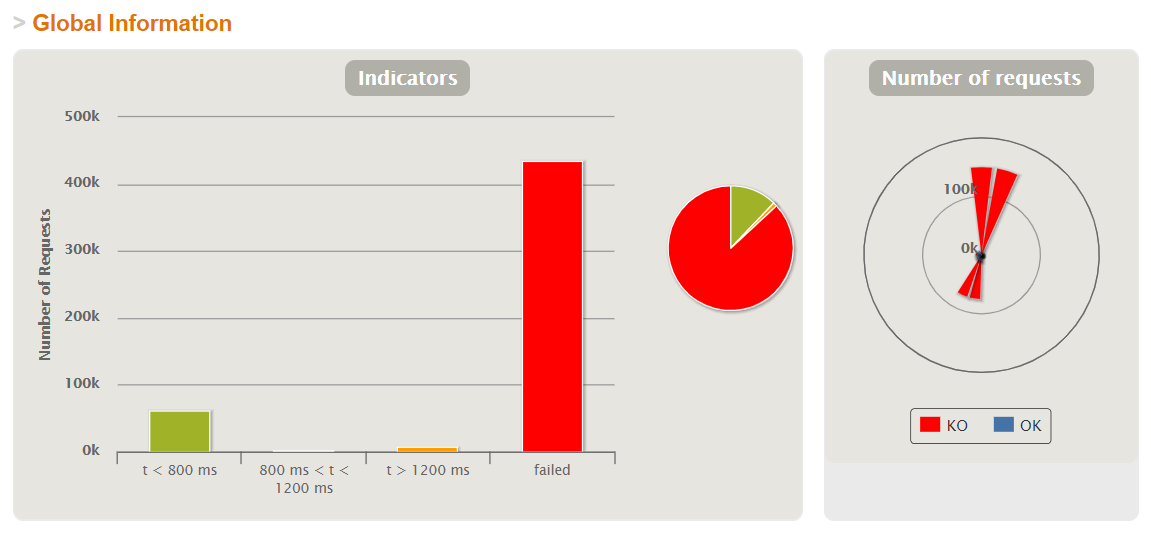 > Global Information
Indicators
Number of Requests
500k
400k
300k
200k
100k
0k
t < 800 ms
800 ms < t <
1200 ms
t > 1200 ms
failed
Number of requests
100k
0k
KO
OK